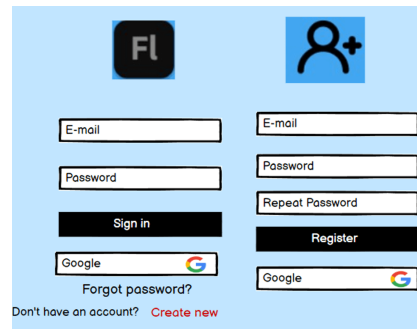 Fl
E-mail
Password
Sign in
Google
Forgot password?
Don't have an account? Create new
E-mail
Password
Repeat Password
Register
Google